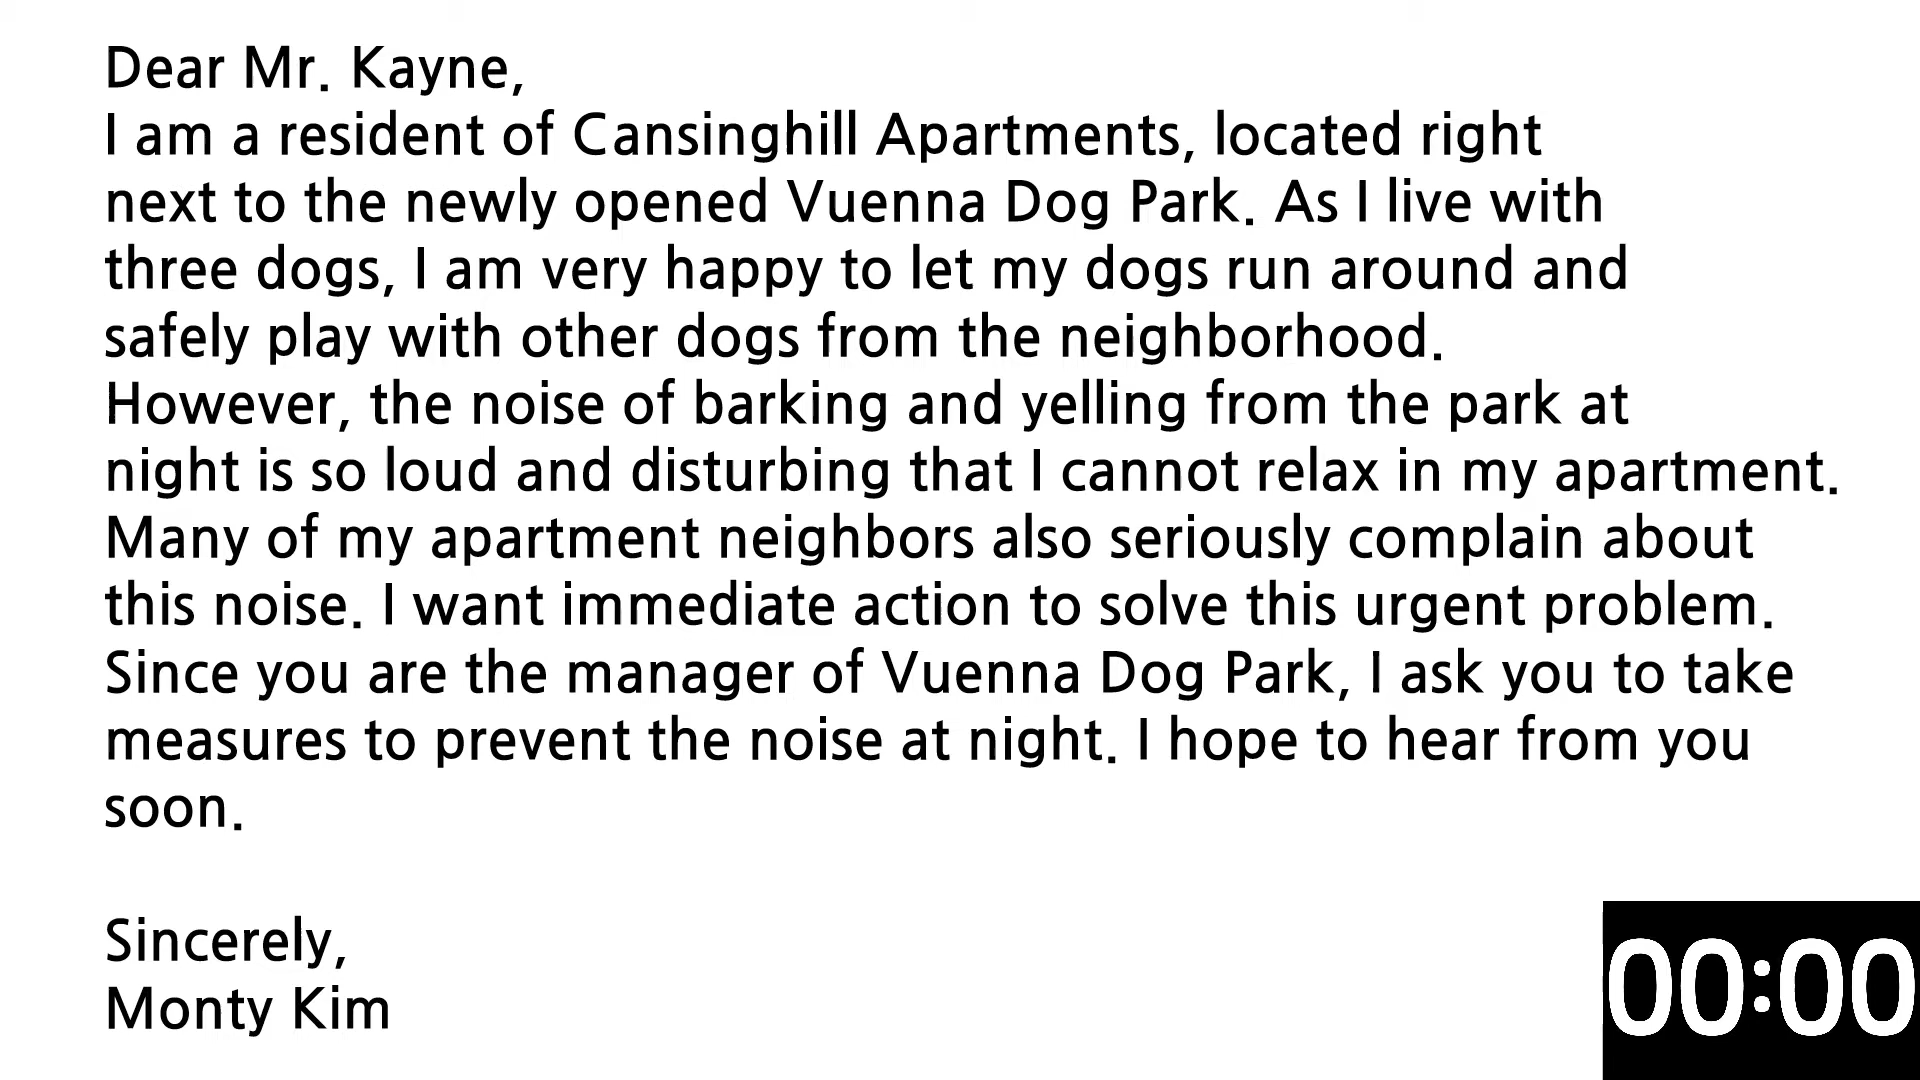 Dear Mr. Kayne,
I am a resident of Cansinghill Apartments, located right
next to the newly opened Vuenna Dog Park. As I live with
three dogs, I am very happy to let my dogs run around and
safely play with other dogs from the neighborhood.
However, the noise of barking and yelling from the park at
night is so loud and disturbing that I cannot relax in my apartment.
Many of my apartment neighbors also seriously complain about
this noise. I want immediate action to solve this urgent problem.
Since you are the manager of Vuenna Dog Park, I ask you to take
measures to prevent the noise at night. I hope to hear from you
soon.
Sincerely,
Monty Kim
00:00